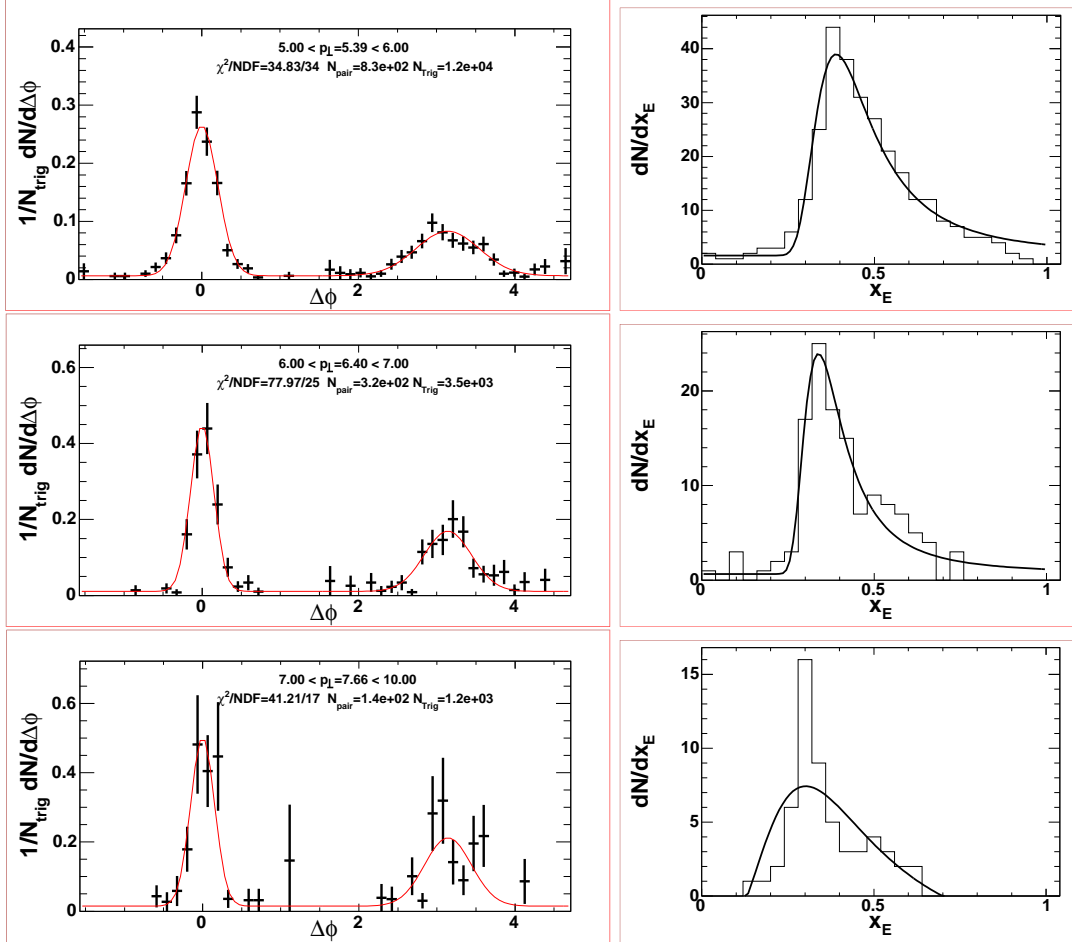 5.00 < p⊥=5.39 < 6.00
χ²/NDF=34.83/34 N_pair=8.3e+02 N_Trig=1.2e+04
1/N_trig dN/dΔϕ
0.4
0.3
0.2
0.1
0
0 2 4
Δϕ
dN/dx_E
40
20
0
0 0.5 1
x_E
6.00 < p⊥=6.40 < 7.00
χ²/NDF=77.97/25 N_pair=3.2e+02 N_Trig=3.5e+03
1/N_trig dN/dΔϕ
0.6
0.4
0.2
0
0 2 4
Δϕ
dN/dx_E
20
10
0
0 0.5 1
x_E
7.00 < p⊥=7.66 < 10.00
χ²/NDF=41.21/17 N_pair=1.4e+02 N_Trig=1.2e+03
1/N_trig dN/dΔϕ
0.6
0.4
0.2
0
0 2 4
Δϕ
dN/dx_E
15
10
5
0
0 0.5 1
x_E